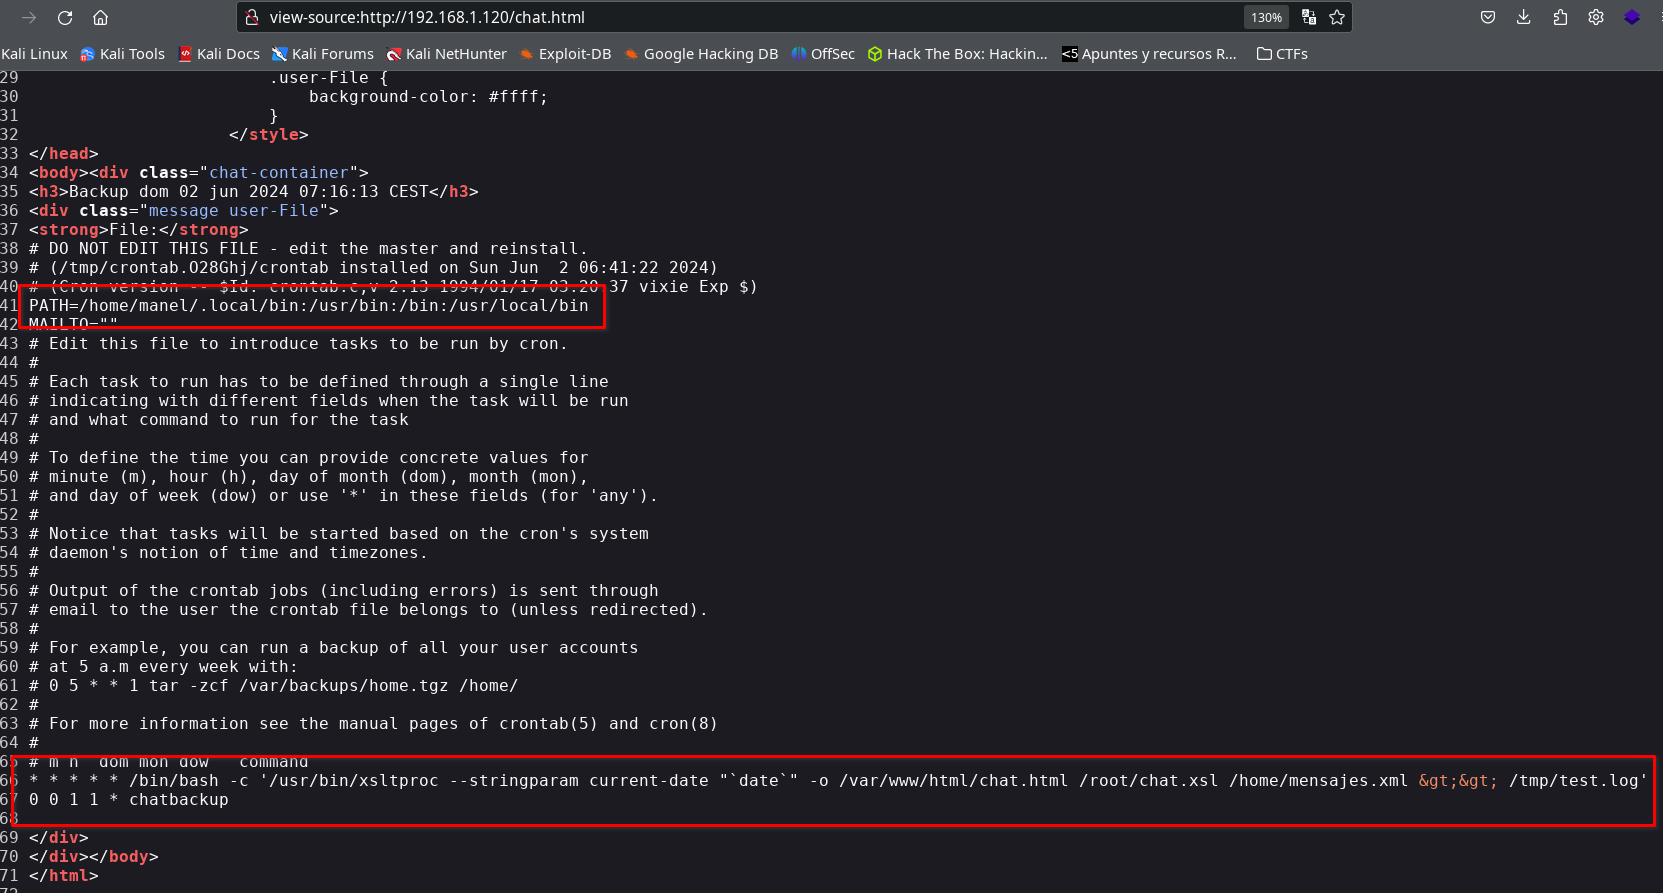 view-source:http://192.168.1.120/chat.html
130%
Kali Linux Kali Tools Kali Docs Kali Forums Kali NetHunter Exploit-DB Google Hacking DB OffSec Hack The Box: Hackin... <5 Apuntes y recursos R... CTFs
29 .user-File {
30 background-color: #ffff;
31 }
32 </style>
33 </head>
34 <body><div class="chat-container">
35 <h3>Backup dom 02 jun 2024 07:16:13 CEST</h3>
36 <div class="message user-File">
37 <strong>File:</strong>
38 # DO NOT EDIT THIS FILE - edit the master and reinstall.
39 # (/tmp/crontab.O28Ghj/crontab installed on Sun Jun  2 06:41:22 2024)
40 # (Cron version -- $Id: crontab.c,v 2.13 1994/01/17 03:20:37 vixie Exp $)
41 PATH=/home/manel/.local/bin:/usr/bin:/bin:/usr/local/bin
42 MAILTO=""
43 # Edit this file to introduce tasks to be run by cron.
44 #
45 # Each task to run has to be defined through a single line
46 # indicating with different fields when the task will be run
47 # and what command to run for the task
48 #
49 # To define the time you can provide concrete values for
50 # minute (m), hour (h), day of month (dom), month (mon),
51 # and day of week (dow) or use '*' in these fields (for 'any').
52 #
53 # Notice that tasks will be started based on the cron's system
54 # daemon's notion of time and timezones.
55 #
56 # Output of the crontab jobs (including errors) is sent through
57 # email to the user the crontab file belongs to (unless redirected).
58 #
59 # For example, you can run a backup of all your user accounts
60 # at 5 a.m every week with:
61 # 0 5 * * 1 tar -zcf /var/backups/home.tgz /home/
62 #
63 # For more information see the manual pages of crontab(5) and cron(8)
64 #
65 # m h  dom mon dow   command
66 * * * * * /bin/bash -c '/usr/bin/xsltproc --stringparam current-date "`date`" -o /var/www/html/chat.html /root/chat.xsl /home/mensajes.xml &gt;&gt; /tmp/test.log'
67 0 0 1 1 * chatbackup
68
69 </div>
70 </div></body>
71 </html>
72